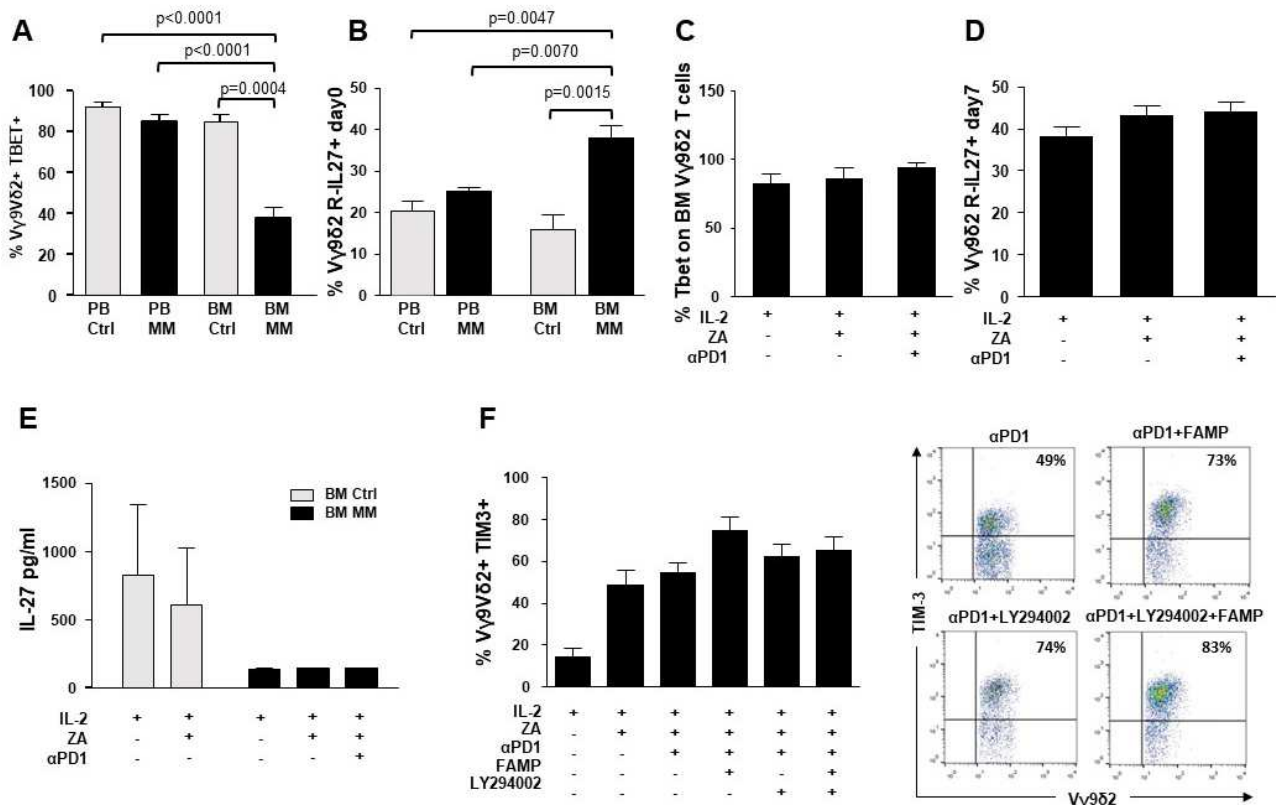 A
p<0.0001
p<0.0001
p=0.0004
% Vγ9Vδ2+ TBET+
100
80
60
40
20
0
PB Ctrl
PB MM
BM Ctrl
BM MM
B
p=0.0047
p=0.0070
p=0.0015
% Vγ9δ2 R-IL27+ day0
50
40
30
20
10
0
PB Ctrl
PB MM
BM Ctrl
BM MM
C
% Tbet on BM Vγ9δ2 T cells
150
100
50
0
IL-2 + + +
ZA - + +
αPD1 - - +
D
% Vγ9δ2 R-IL27+ day7
50
40
30
20
10
0
IL-2 + + +
ZA - + +
αPD1 - - +
E
IL-27 pg/ml
1500
1000
500
0
BM Ctrl
BM MM
IL-2 + + + + +
ZA - + - + +
αPD1 - - - - +
F
% Vγ9Vδ2+ TIM3+
100
80
60
40
20
0
IL-2 + + + + + +
ZA - + + + + +
αPD1 - - + + + +
FAMP - - - + - +
LY294002 - - - - + +
αPD1
49%
αPD1+FAMP
73%
αPD1+LY294002
74%
αPD1+LY294002+FAMP
83%
TIM-3
Vγ9δ2